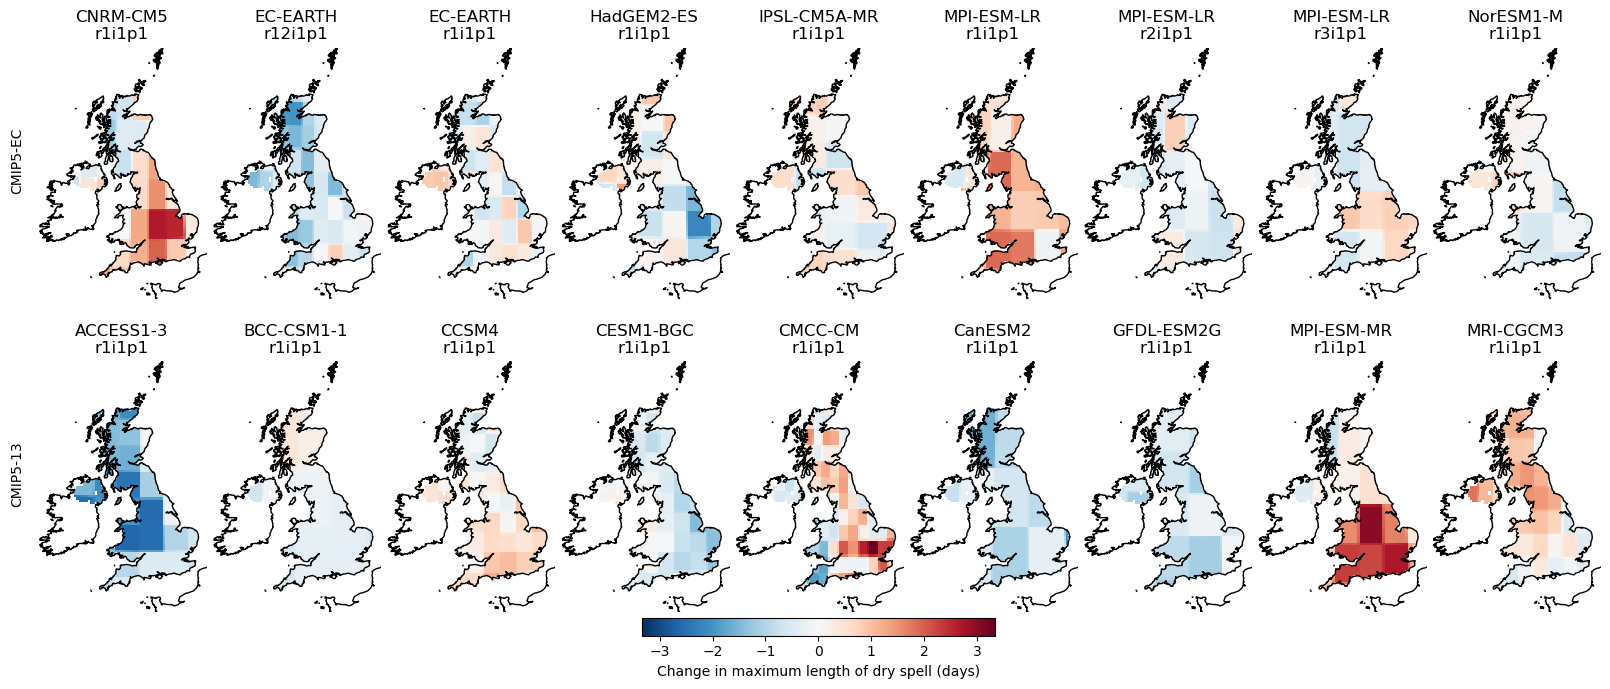 CNRM-CM5 EC-EARTH EC-EARTH HadGEM2-ES IPSL-CM5A-MR MPI-ESM-LR MPI-ESM-LR MPI-ESM-LR NorESM1-M
r1i1p1 r12i1p1 r1i1p1 r1i1p1 r1i1p1 r1i1p1 r2i1p1 r3i1p1 r1i1p1
CMIP5-EC
ACCESS1-3 BCC-CSM1-1 CCSM4 CESM1-BGC CMCC-CM CanESM2 GFDL-ESM2G MPI-ESM-MR MRI-CGCM3
r1i1p1 r1i1p1 r1i1p1 r1i1p1 r1i1p1 r1i1p1 r1i1p1 r1i1p1 r1i1p1
CMIP5-13
−3 −2 −1 0 1 2 3
Change in maximum length of dry spell (days)